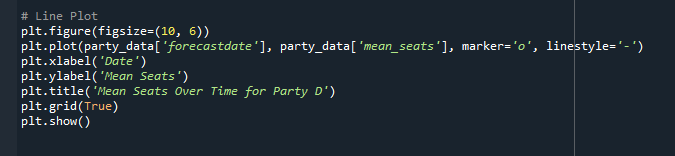 # Line Plot
plt.figure(figsize=(10, 6))
plt.plot(party_data['forecastdate'], party_data['mean_seats'], marker='o', linestyle='-')
plt.xlabel('Date')
plt.ylabel('Mean Seats')
plt.title('Mean Seats Over Time for Party D')
plt.grid(True)
plt.show()